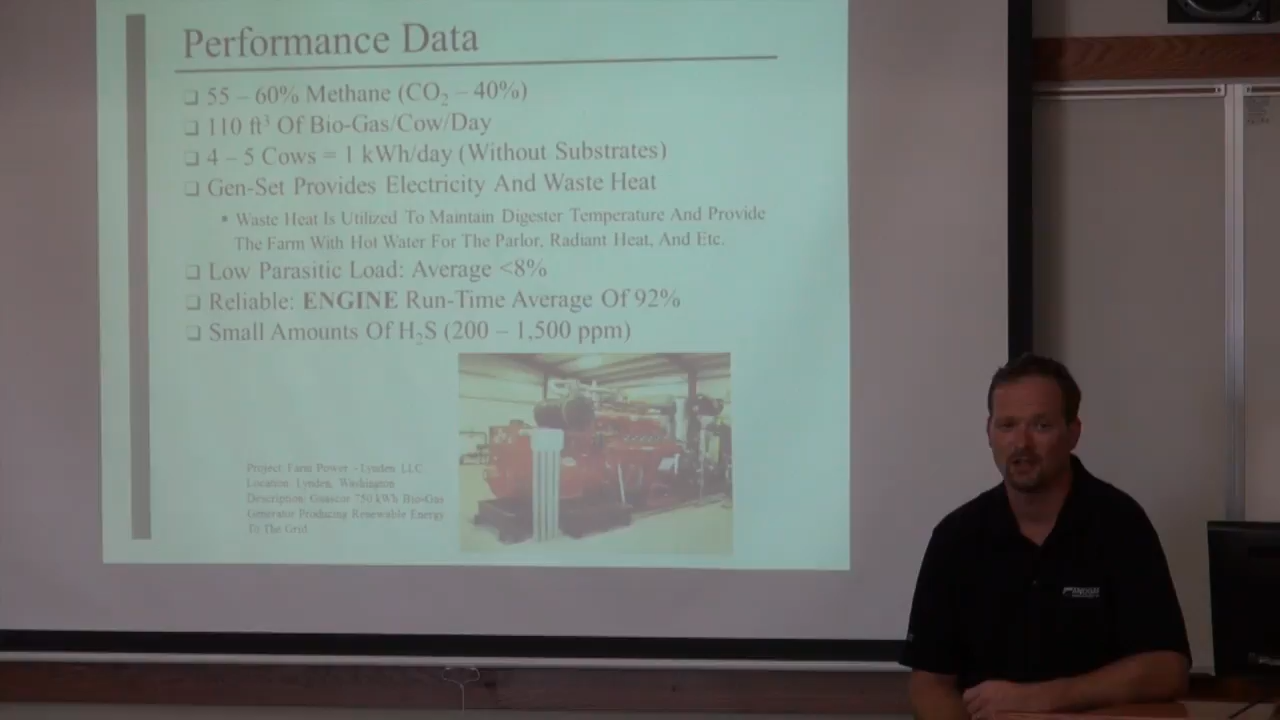 Performance Data
55 – 60% Methane (CO₂ – 40%)
110 ft³ Of Bio-Gas/Cow/Day
4 – 5 Cows = 1 kWh/day (Without Substrates)
Gen-Set Provides Electricity And Waste Heat
Waste Heat Is Utilized To Maintain Digester Temperature And Provide
The Farm With Hot Water For The Parlor, Radiant Heat, And Etc.
Low Parasitic Load: Average <8%
Reliable: ENGINE Run-Time Average Of 92%
Small Amounts Of H₂S (200 – 1,500 ppm)
Project: Farm Power - Lynden LLC
Location: Lynden, Washington
Description: Guascor 750 kWh Bio-Gas
Generator Producing Renewable Energy
To The Grid